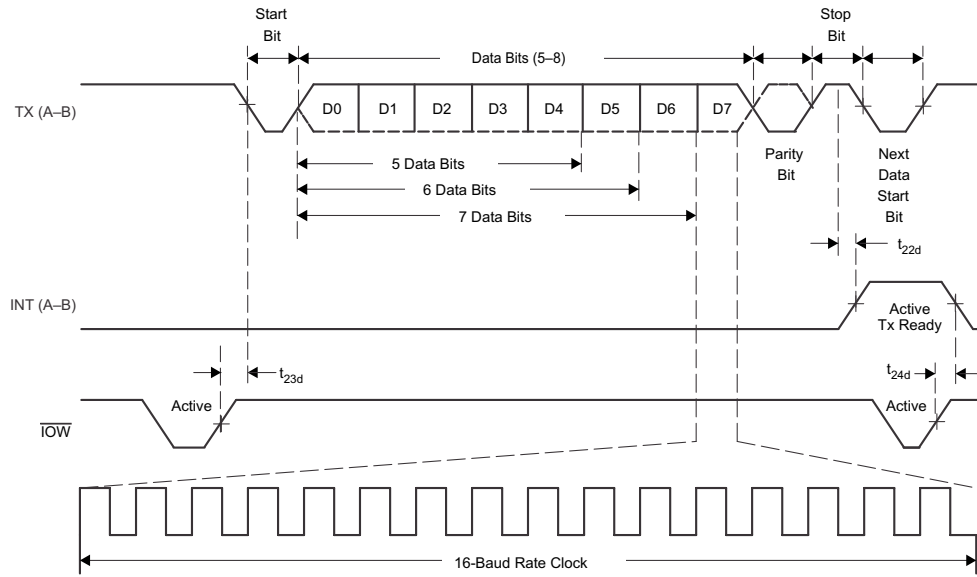 Start
Bit
Stop
Bit
Data Bits (5–8)
TX (A–B)
D0 D1 D2 D3 D4 D5 D6 D7
5 Data Bits
6 Data Bits
7 Data Bits
Parity
Bit
Next
Data
Start
Bit
t22d
INT (A–B)
Active
Tx Ready
t23d
t24d
IOW
Active
Active
16-Baud Rate Clock